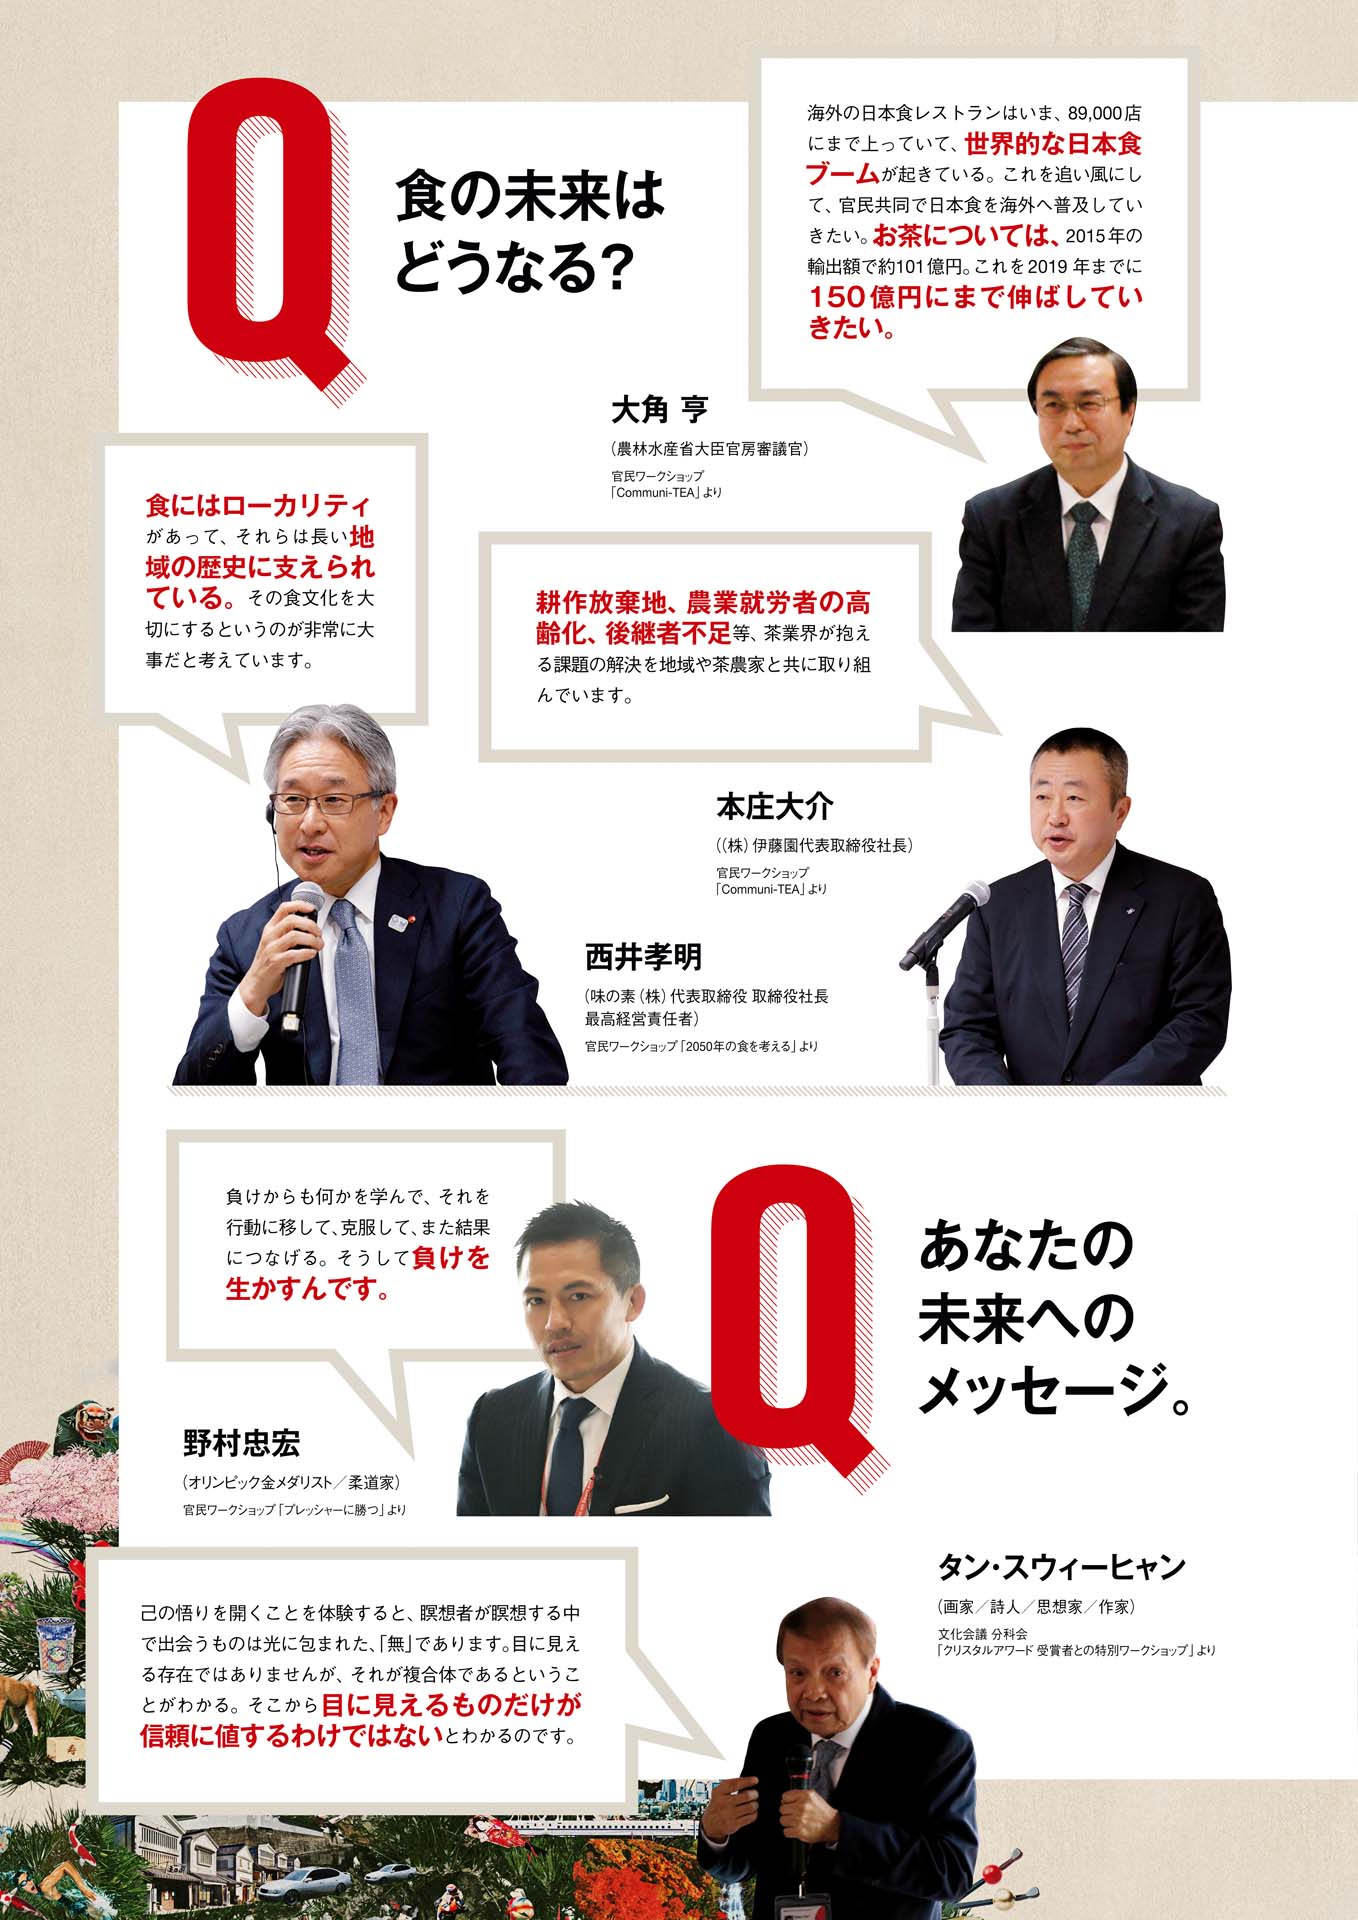 Q
食の未来は
どうなる?
海外の日本食レストランはいま、89,000店
にまで上っていて、世界的な日本食
ブームが起きている。これを追い風にし
て、官民共同で日本食を海外へ普及してい
きたい。お茶については、2015年の
輸出額で約101億円。これを2019年までに
150億円にまで伸ばしてい
きたい。
大角 亨
(農林水産省大臣官房審議官)
官民ワークショップ
「Communi-TEA」より
食にはローカリティ
があって、それらは長い地
域の歴史に支えられ
ている。その食文化を大
切にするというのが非常に大
事だと考えています。
耕作放棄地、農業就労者の高
齢化、後継者不足等、茶業界が抱え
る課題の解決を地域や茶農家と共に取り組
んでいます。
本庄大介
((株)伊藤園代表取締役社長)
官民ワークショップ
「Communi-TEA」より
西井孝明
(味の素(株)代表取締役 取締役社長
最高経営責任者)
官民ワークショップ「2050年の食を考える」より
負けからも何かを学んで、それを
行動に移して、克服して、また結果
につなげる。そうして負けを
生かすんです。
Q
あなたの
未来への
メッセージ。
野村忠宏
(オリンピック金メダリスト/柔道家)
官民ワークショップ「プレッシャーに勝つ」より
タン・スウィーヒャン
(画家/詩人/思想家/作家)
文化会議 分科会
「クリスタルアワード 受賞者との特別ワークショップ」より
己の悟りを開くことを体験すると、瞑想者が瞑想する中
で出会うものは光に包まれた、「無」であります。目に見え
る存在ではありませんが、それが複合体であるというこ
とがわかる。そこから目に見えるものだけが
信頼に値するわけではないとわかるのです。
寿